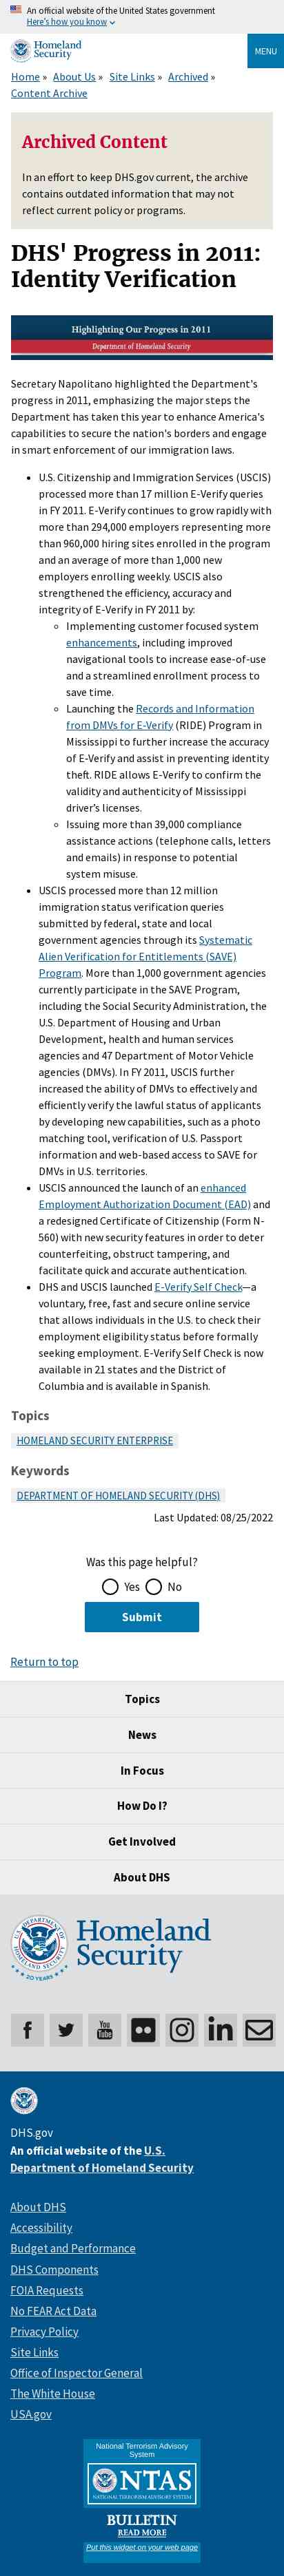 An official website of the United States government
Here's how you know
Homeland
Security
MENU
Home » About Us » Site Links » Archived »
Content Archive
Archived Content
In an effort to keep DHS.gov current, the archive
contains outdated information that may not
reflect current policy or programs.
DHS' Progress in 2011:
Identity Verification
Highlighting Our Progress in 2011
Department of Homeland Security
Secretary Napolitano highlighted the Department's
progress in 2011, emphasizing the major steps the
Department has taken this year to enhance America's
capabilities to secure the nation's borders and engage
in smart enforcement of our immigration laws.
U.S. Citizenship and Immigration Services (USCIS)
processed more than 17 million E-Verify queries
in FY 2011. E-Verify continues to grow rapidly with
more than 294,000 employers representing more
than 960,000 hiring sites enrolled in the program
and an average of more than 1,000 new
employers enrolling weekly. USCIS also
strengthened the efficiency, accuracy and
integrity of E-Verify in FY 2011 by:
Implementing customer focused system
enhancements, including improved
navigational tools to increase ease-of-use
and a streamlined enrollment process to
save time.
Launching the Records and Information
from DMVs for E-Verify (RIDE) Program in
Mississippi to further increase the accuracy
of E-Verify and assist in preventing identity
theft. RIDE allows E-Verify to confirm the
validity and authenticity of Mississippi
driver's licenses.
Issuing more than 39,000 compliance
assistance actions (telephone calls, letters
and emails) in response to potential
system misuse.
USCIS processed more than 12 million
immigration status verification queries
submitted by federal, state and local
government agencies through its Systematic
Alien Verification for Entitlements (SAVE)
Program. More than 1,000 government agencies
currently participate in the SAVE Program,
including the Social Security Administration, the
U.S. Department of Housing and Urban
Development, health and human services
agencies and 47 Department of Motor Vehicle
agencies (DMVs). In FY 2011, USCIS further
increased the ability of DMVs to effectively and
efficiently verify the lawful status of applicants
by developing new capabilities, such as a photo
matching tool, verification of U.S. Passport
information and web-based access to SAVE for
DMVs in U.S. territories.
USCIS announced the launch of an enhanced
Employment Authorization Document (EAD) and
a redesigned Certificate of Citizenship (Form N-
560) with new security features in order to deter
counterfeiting, obstruct tampering, and
facilitate quick and accurate authentication.
DHS and USCIS launched E-Verify Self Check—a
voluntary, free, fast and secure online service
that allows individuals in the U.S. to check their
employment eligibility status before formally
seeking employment. E-Verify Self Check is now
available in 21 states and the District of
Columbia and is available in Spanish.
Topics
HOMELAND SECURITY ENTERPRISE
Keywords
DEPARTMENT OF HOMELAND SECURITY (DHS)
Last Updated: 08/25/2022
Was this page helpful?
Yes No
Submit
Return to top
Topics
News
In Focus
How Do I?
Get Involved
About DHS
Homeland
Security
20 YEARS
You
Tube
DHS.gov
An official website of the U.S.
Department of Homeland Security
About DHS
Accessibility
Budget and Performance
DHS Components
FOIA Requests
No FEAR Act Data
Privacy Policy
Site Links
Office of Inspector General
The White House
USA.gov
National Terrorism Advisory
System
NTAS
NATIONAL TERRORISM ADVISORY SYSTEM
BULLETIN
READ MORE
Put this widget on your web page